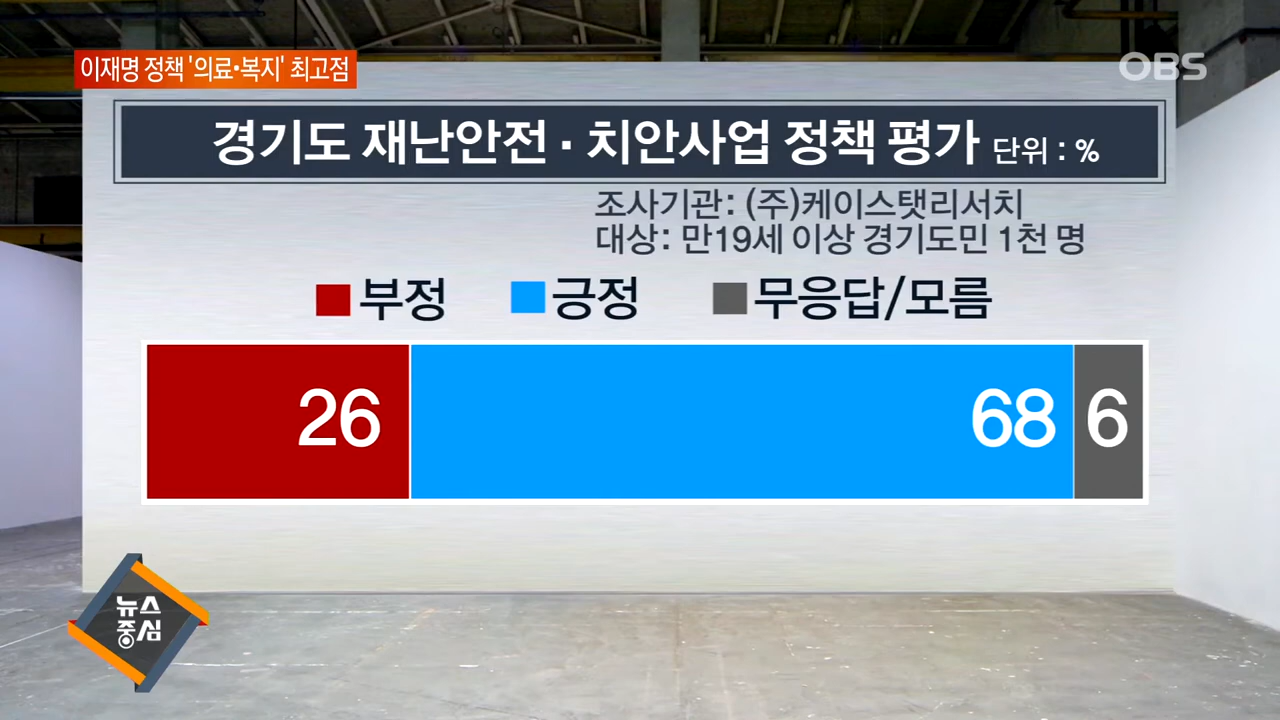 이재명 정책 '의료•복지' 최고점
OBS
경기도 재난안전 · 치안사업 정책 평가 단위 : %
조사기관: (주)케이스탯리서치
대상: 만19세 이상 경기도민 1천 명
부정 긍정 무응답/모름
26 68 6
뉴스
중심